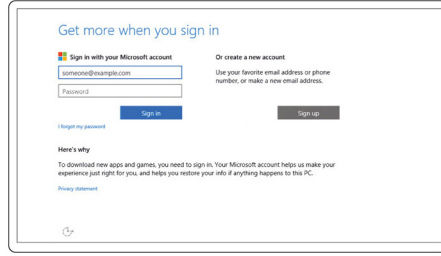 Get more when you sign in
Sign in with your Microsoft account
someone@example.com
Password
Sign in
I forgot my password
Or create a new account
Use your favorite email address or phone
number, or make a new email address.
Sign up
Here's why
To download new apps and games, you need to sign in. Your Microsoft account helps us make your
experience just right for you, and helps you restore your info if anything happens to this PC.
Privacy statement